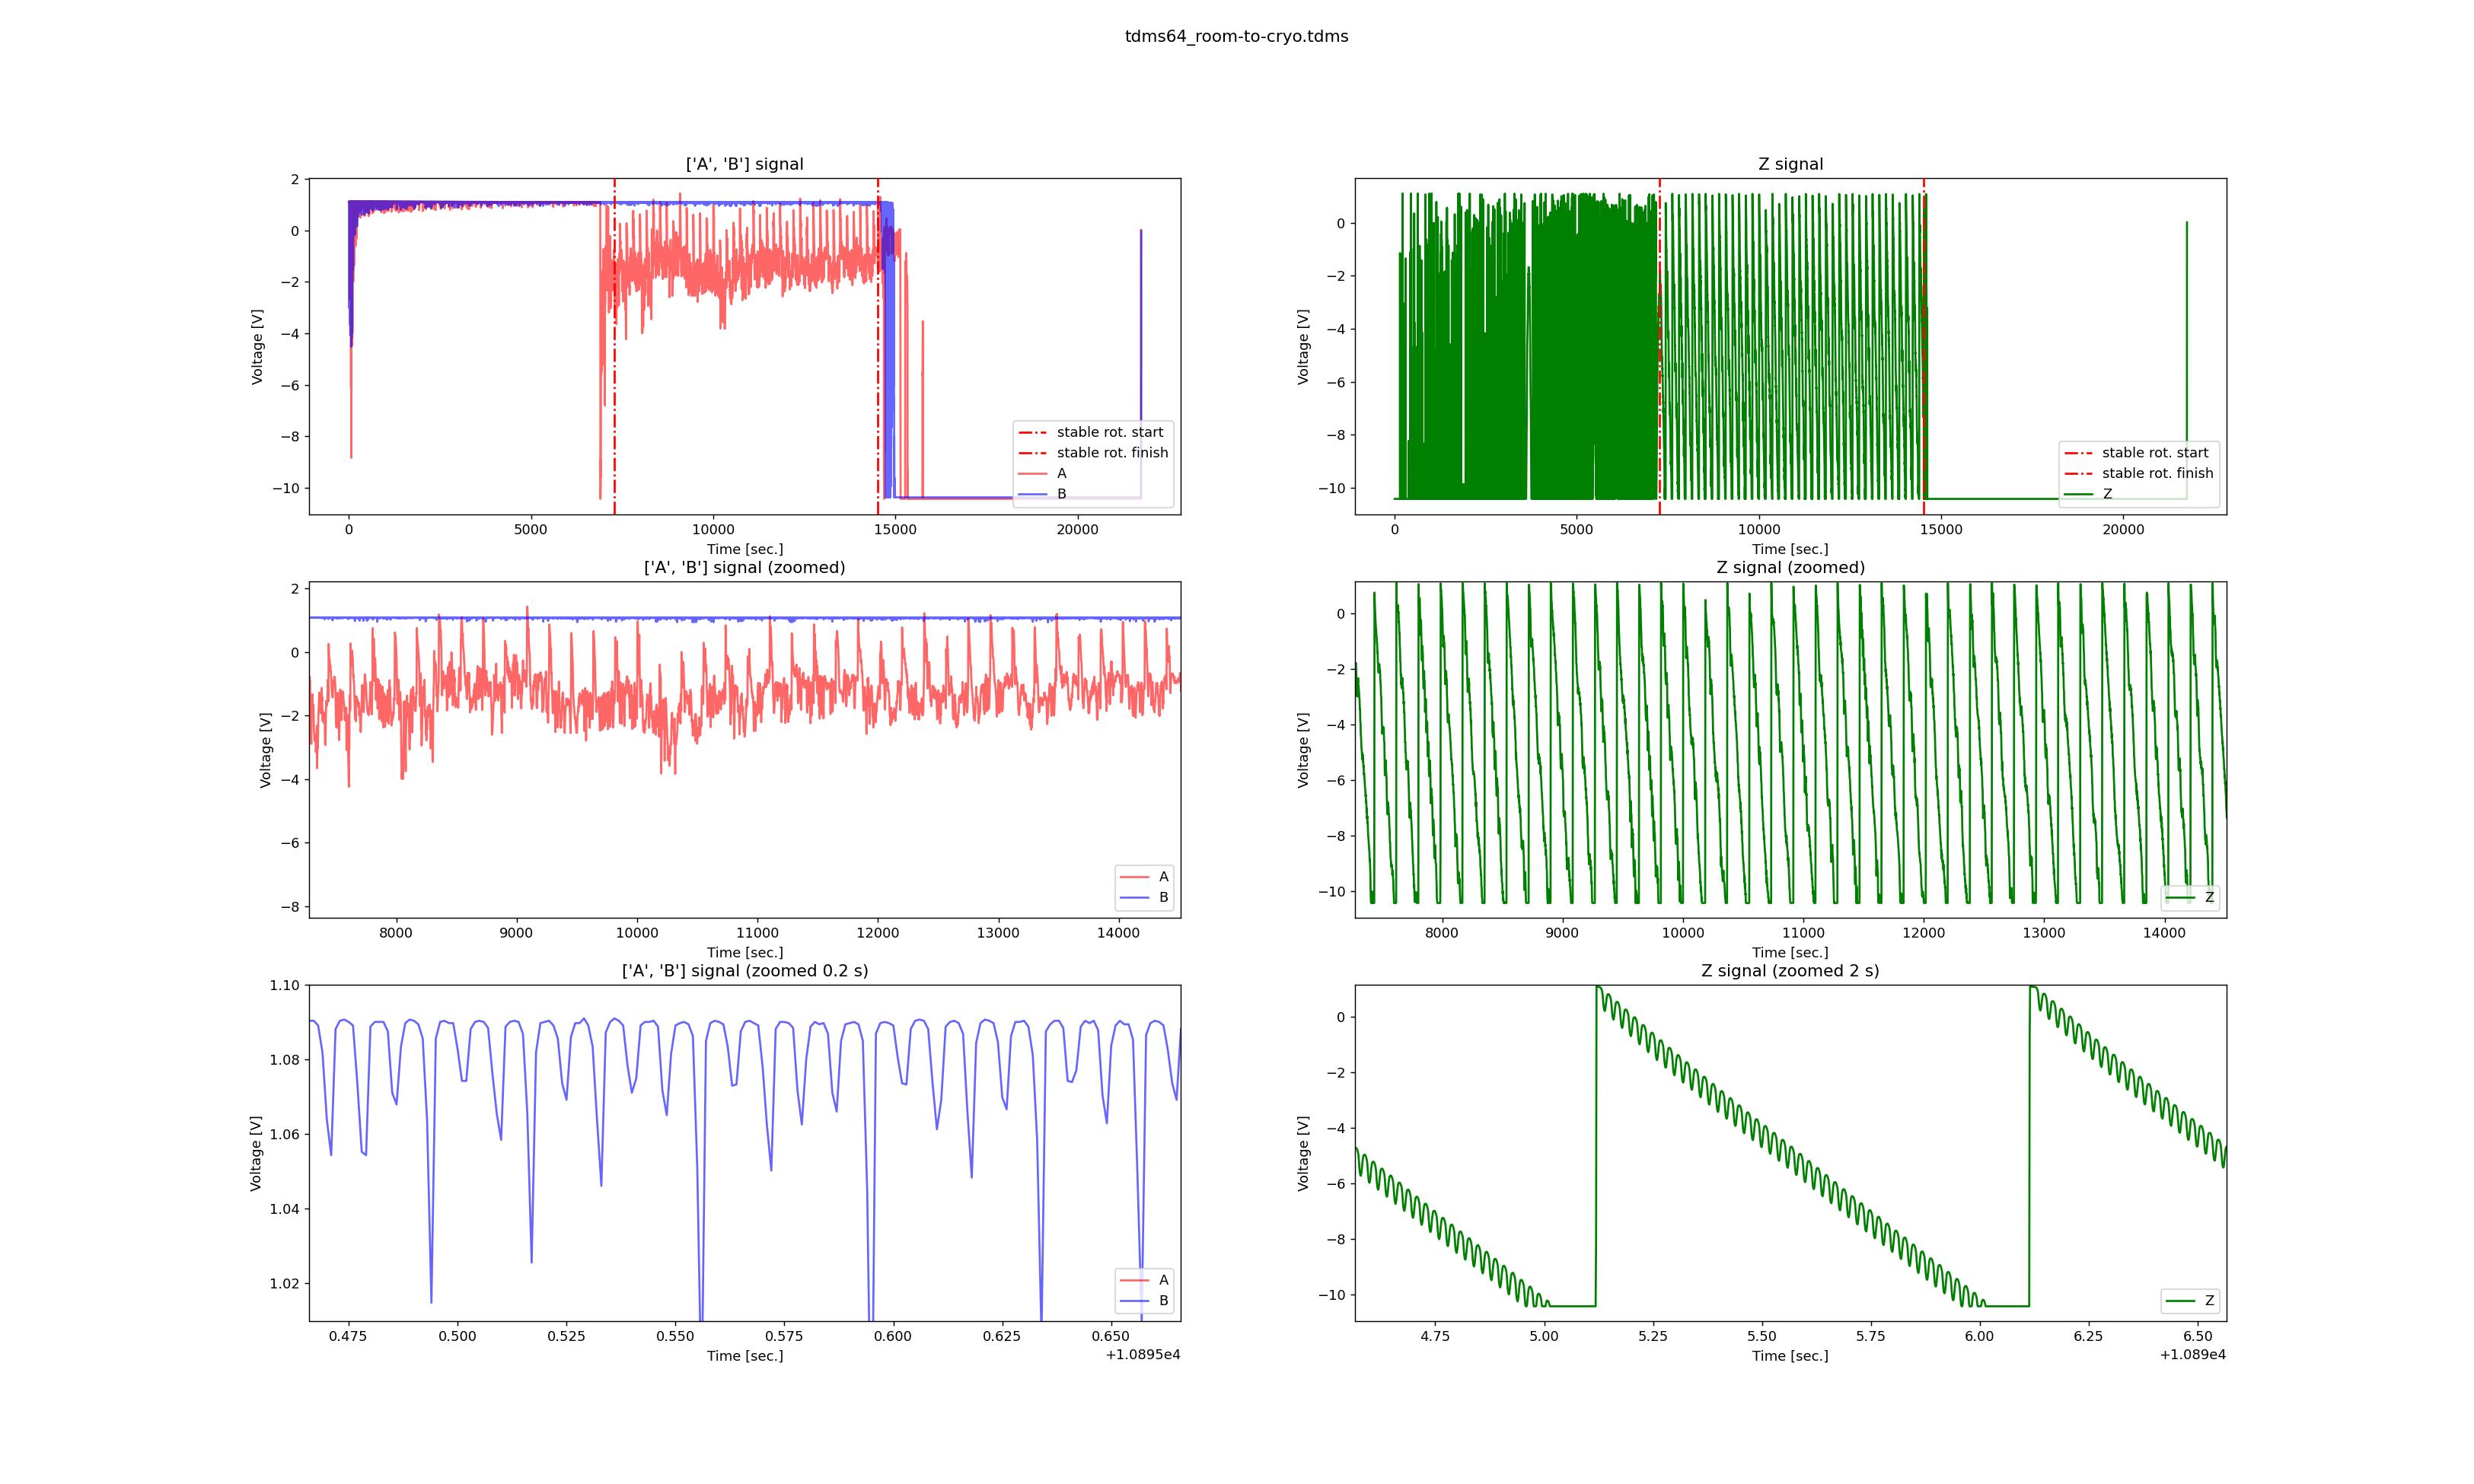 tdms64_room-to-cryo.tdms
['A', 'B'] signal
2
0
−2
−4
−6
−8
−10
Voltage [V]
stable rot. start
stable rot. finish
A
B
0 5000 10000 15000 20000
Time [sec.]
Z signal
0
−2
−4
−6
−8
−10
Voltage [V]
stable rot. start
stable rot. finish
Z
0 5000 10000 15000 20000
Time [sec.]
['A', 'B'] signal (zoomed)
2
0
−2
−4
−6
−8
Voltage [V]
A
B
8000 9000 10000 11000 12000 13000 14000
Time [sec.]
Z signal (zoomed)
0
−2
−4
−6
−8
−10
Voltage [V]
Z
8000 9000 10000 11000 12000 13000 14000
Time [sec.]
['A', 'B'] signal (zoomed 0.2 s)
1.10
1.08
1.06
1.04
1.02
Voltage [V]
A
B
0.475 0.500 0.525 0.550 0.575 0.600 0.625 0.650
Time [sec.]
+1.0895e4
Z signal (zoomed 2 s)
0
−2
−4
−6
−8
−10
Voltage [V]
Z
4.75 5.00 5.25 5.50 5.75 6.00 6.25 6.50
Time [sec.]
+1.089e4